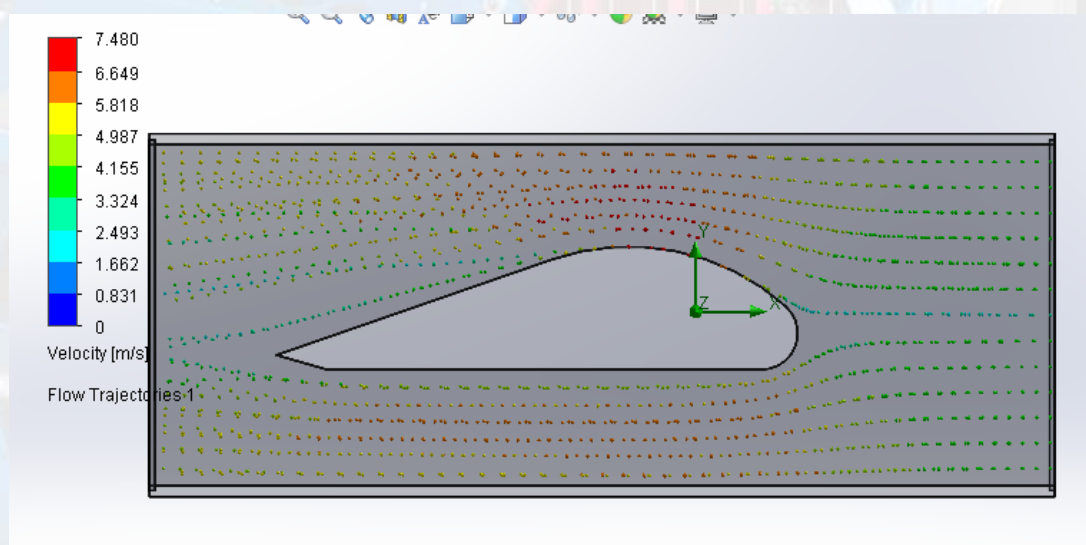 7.480
6.649
5.818
4.987
4.155
3.324
2.493
1.662
0.831
0
Velocity [m/s]
Flow Trajectories 1
Y
Z
X